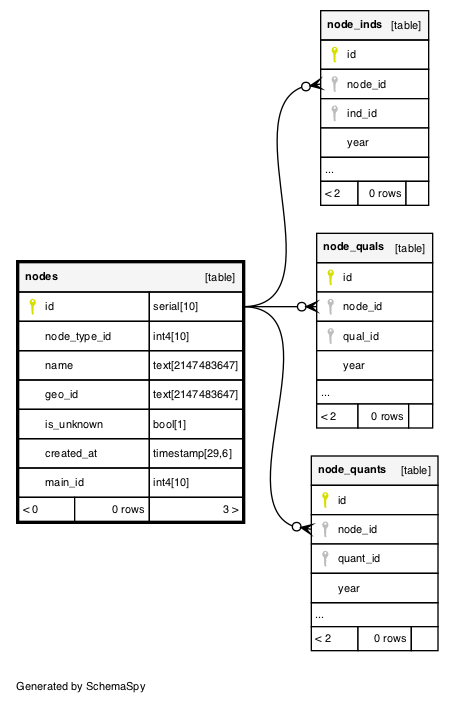 node_inds [table]
id
node_id
ind_id
year
...
< 2 0 rows
node_quals [table]
id
node_id
qual_id
year
...
< 2 0 rows
nodes [table]
id serial[10]
node_type_id int4[10]
name text[2147483647]
geo_id text[2147483647]
is_unknown bool[1]
created_at timestamp[29,6]
main_id int4[10]
< 0 0 rows 3 >
node_quants [table]
id
node_id
quant_id
year
...
< 2 0 rows
Generated by SchemaSpy